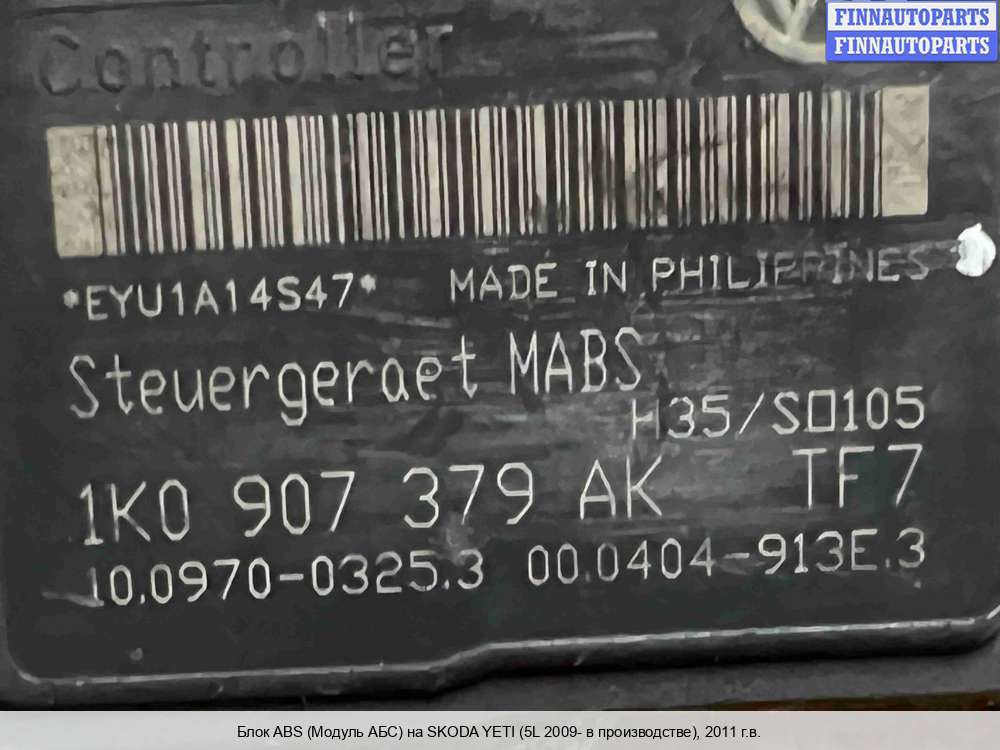 FINNAUTOPARTS
FINNAUTOPARTS
Controller
*EYU1A14S47* MADE IN PHILIPPINES
Steuergeraet MABS
H35/S0105
1K0 907 379 AK TF7
10.0970-0325.3 00.0404-913E.3
Блок ABS (Модуль АБС) на SKODA YETI (5L 2009- в производстве), 2011 г.в.